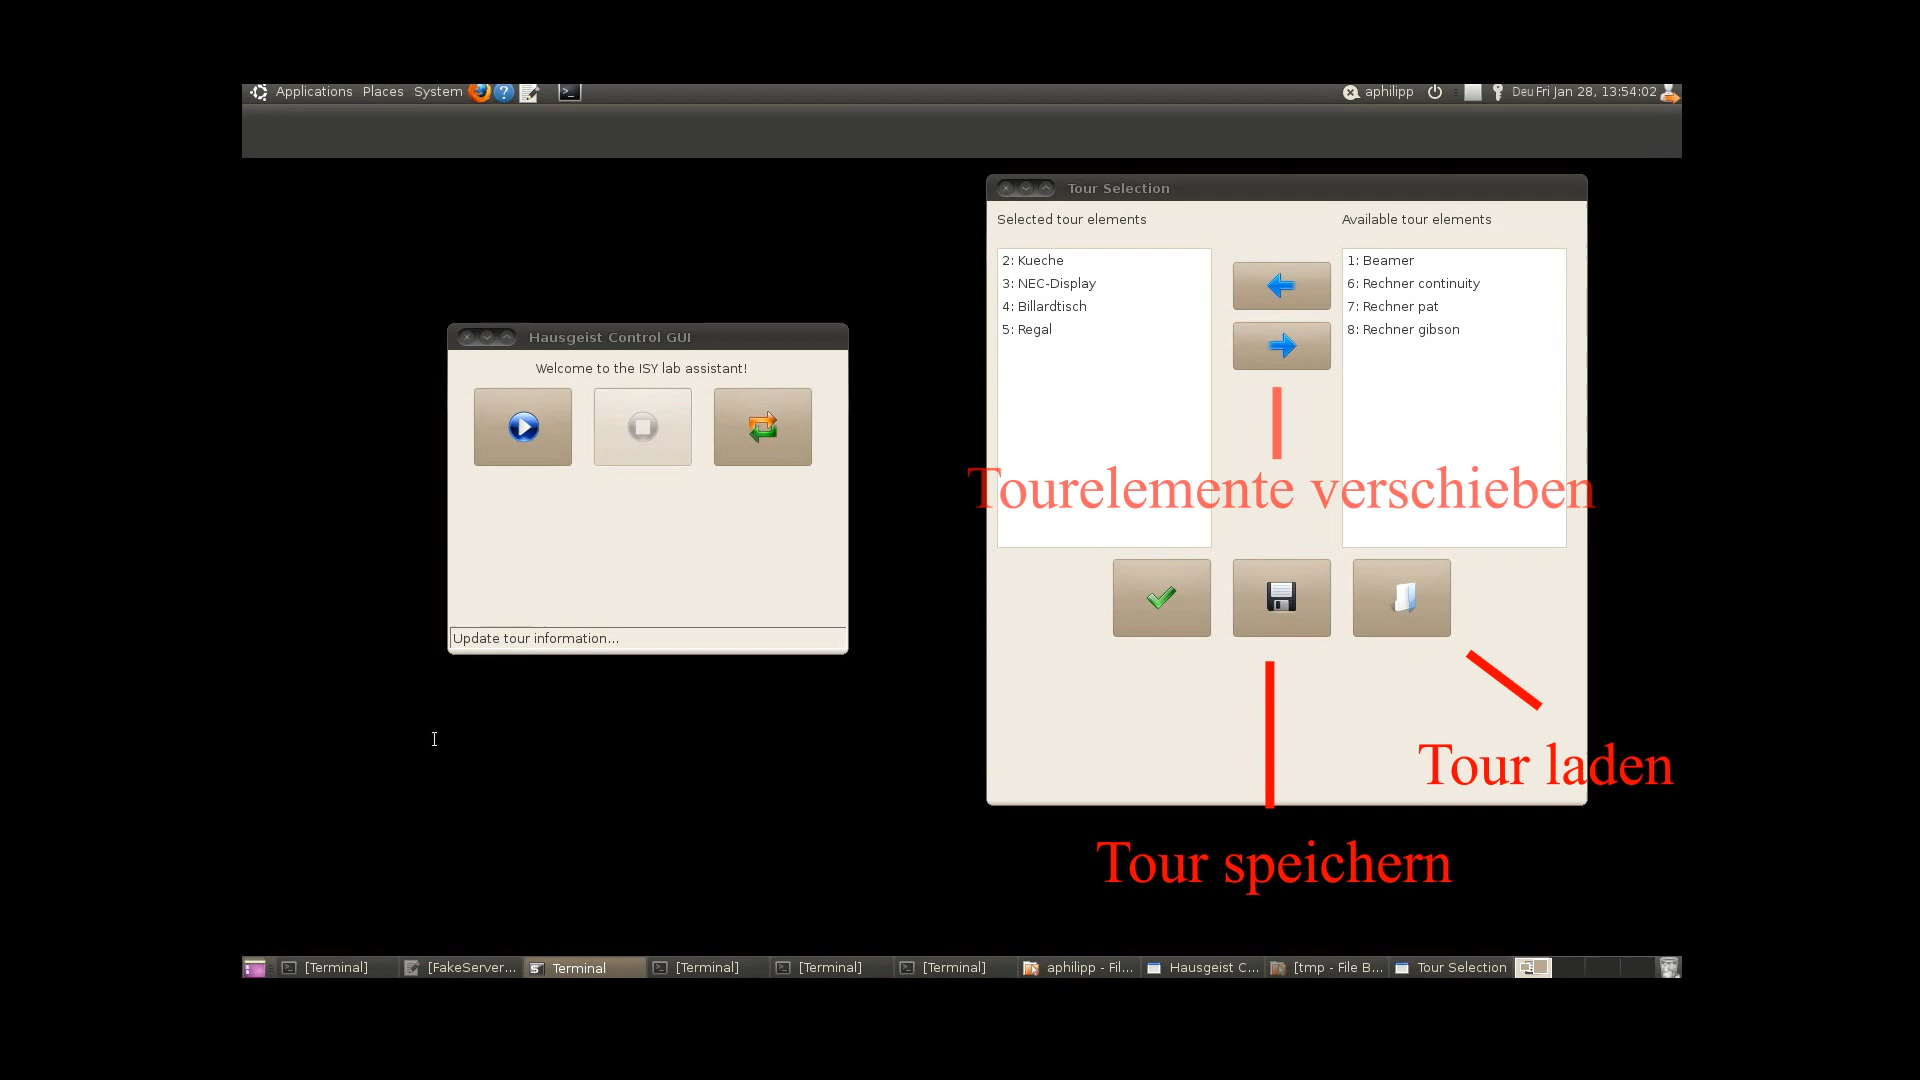 Applications Places System
aphilipp
Deu Fri Jan 28, 13:54:02
Tour Selection
Selected tour elements
Available tour elements
2: Kueche
3: NEC-Display
4: Billardtisch
5: Regal
1: Beamer
6: Rechner continuity
7: Rechner pat
8: Rechner gibson
Hausgeist Control GUI
Welcome to the ISY lab assistant!
Update tour information...
Tourelemente verschieben
Tour laden
Tour speichern
[Terminal] [FakeServer... Terminal [Terminal] [Terminal] [Terminal] aphilipp - Fil... Hausgeist C... [tmp - File B... Tour Selection